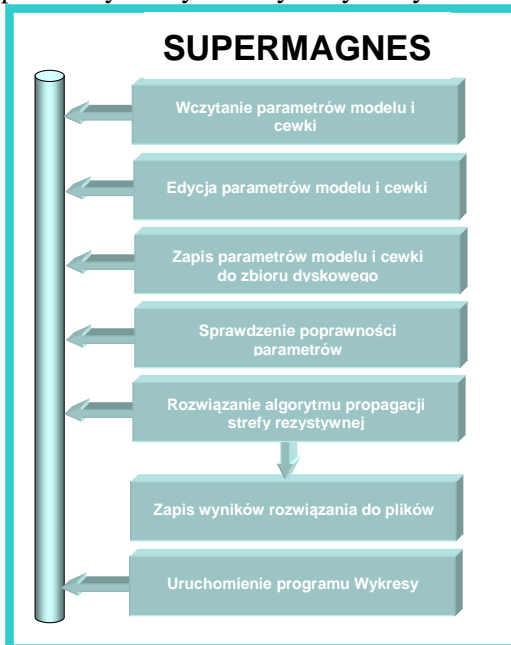 SUPERMAGNES
Wczytanie parametrów modelu i
cewki
Edycja parametrów modelu i cewki
Zapis parametrów modelu i cewki
do zbioru dyskowego
Sprawdzenie poprawności
parametrów
Rozwiązanie algorytmu propagacji
strefy rezystywnej
Zapis wyników rozwiązania do plików
Uruchomienie programu Wykresy